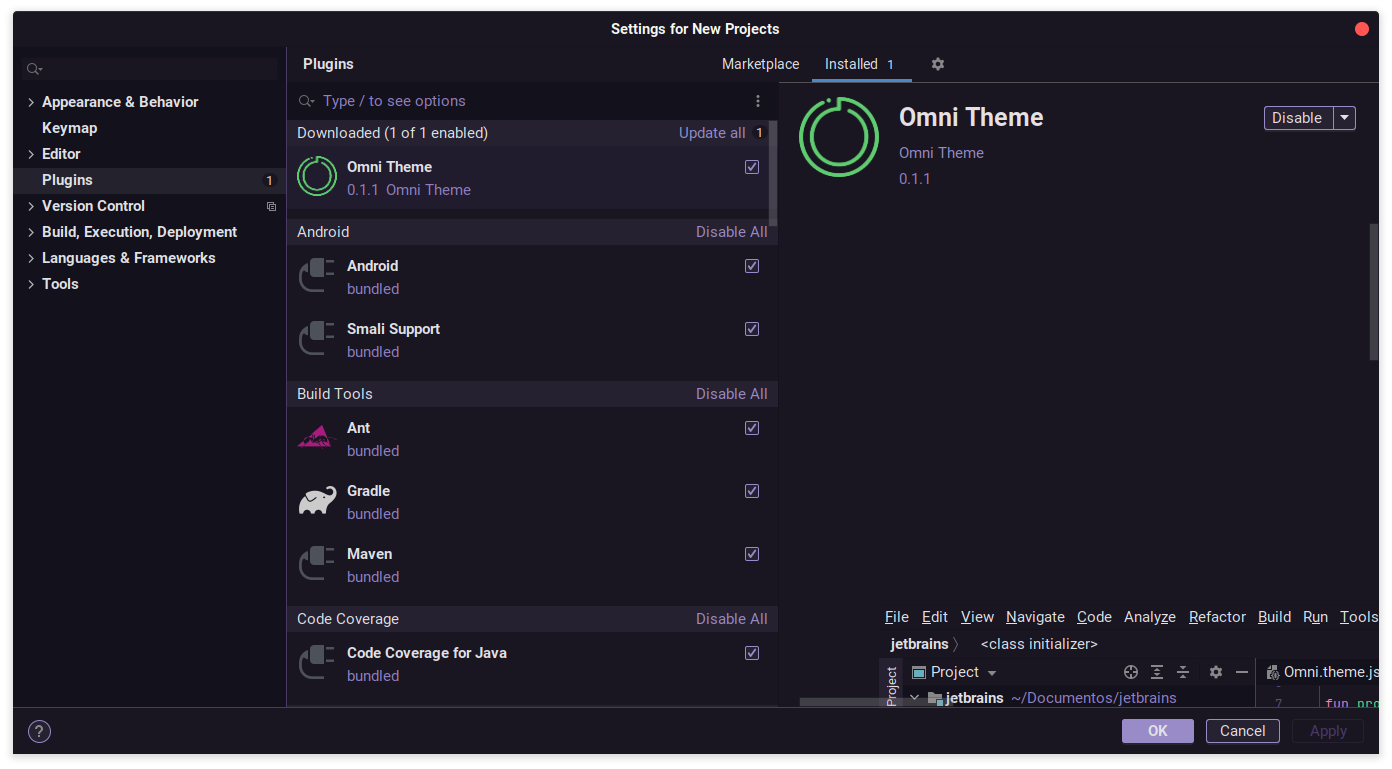 Settings for New Projects
Appearance & Behavior
Keymap
Editor
Plugins 1
Version Control
Build, Execution, Deployment
Languages & Frameworks
Tools
Plugins
Marketplace
Installed 1
Type / to see options
Downloaded (1 of 1 enabled) Update all 1
Omni Theme
0.1.1 Omni Theme
Android Disable All
Android
bundled
Smali Support
bundled
Build Tools Disable All
Ant
bundled
Gradle
bundled
Maven
bundled
Code Coverage Disable All
Code Coverage for Java
bundled
Omni Theme
Disable
Omni Theme
0.1.1
File Edit View Navigate Code Analyze Refactor Build Run Tools
jetbrains <class initializer>
Project
Project Omni.theme.js
jetbrains ~/Documentos/jetbrains
7 fun pro
?
OK Cancel Apply